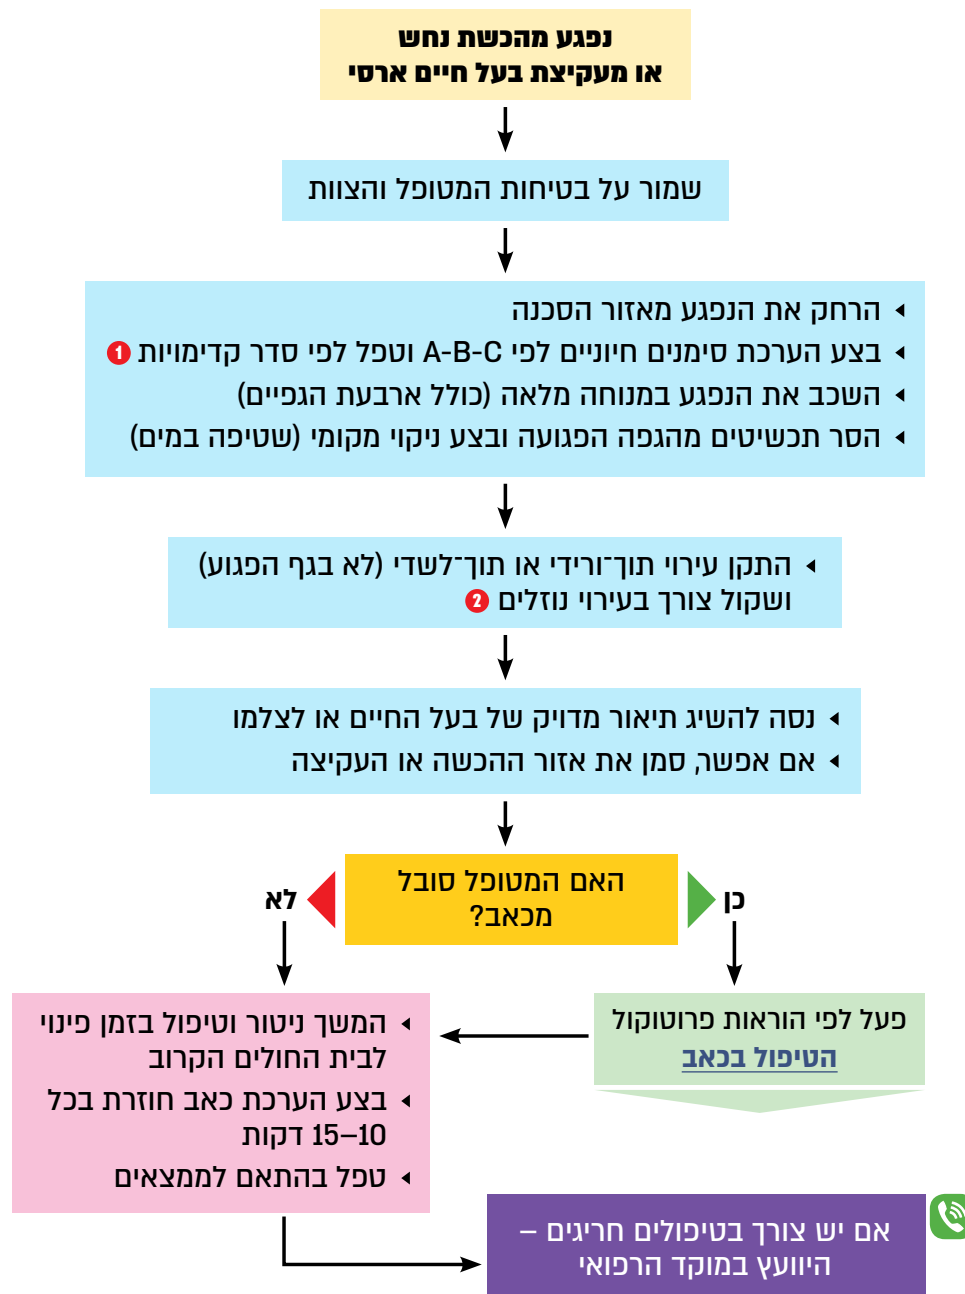 נפגע מהכשת נחש
או מעקיצת בעל חיים ארסי
שמור על בטיחות המטופל והצוות
הרחק את הנפגע מאזור הסכנה
בצע הערכת סימנים חיוניים לפי A-B-C וטפל לפי סדר קדימויות 1
השכב את הנפגע במנוחה מלאה (כולל ארבעת הגפיים)
הסר תכשיטים מהגפה הפגועה ובצע ניקוי מקומי (שטיפה במים)
התקן עירוי תוך־ורידי או תוך־לשדי (לא בגף הפגוע)
ושקול צורך בעירוי נוזלים 2
נסה להשיג תיאור מדויק של בעל החיים או לצלמו
אם אפשר, סמן את אזור ההכשה או העקיצה
האם המטופל סובל
מכאב?
כן
לא
פעל לפי הוראות פרוטוקול
הטיפול בכאב
המשך ניטור וטיפול בזמן פינוי
לבית החולים הקרוב
בצע הערכת כאב חוזרת בכל
10–15 דקות
טפל בהתאם לממצאים
אם יש צורך בטיפולים חריגים –
היוועץ במוקד הרפואי